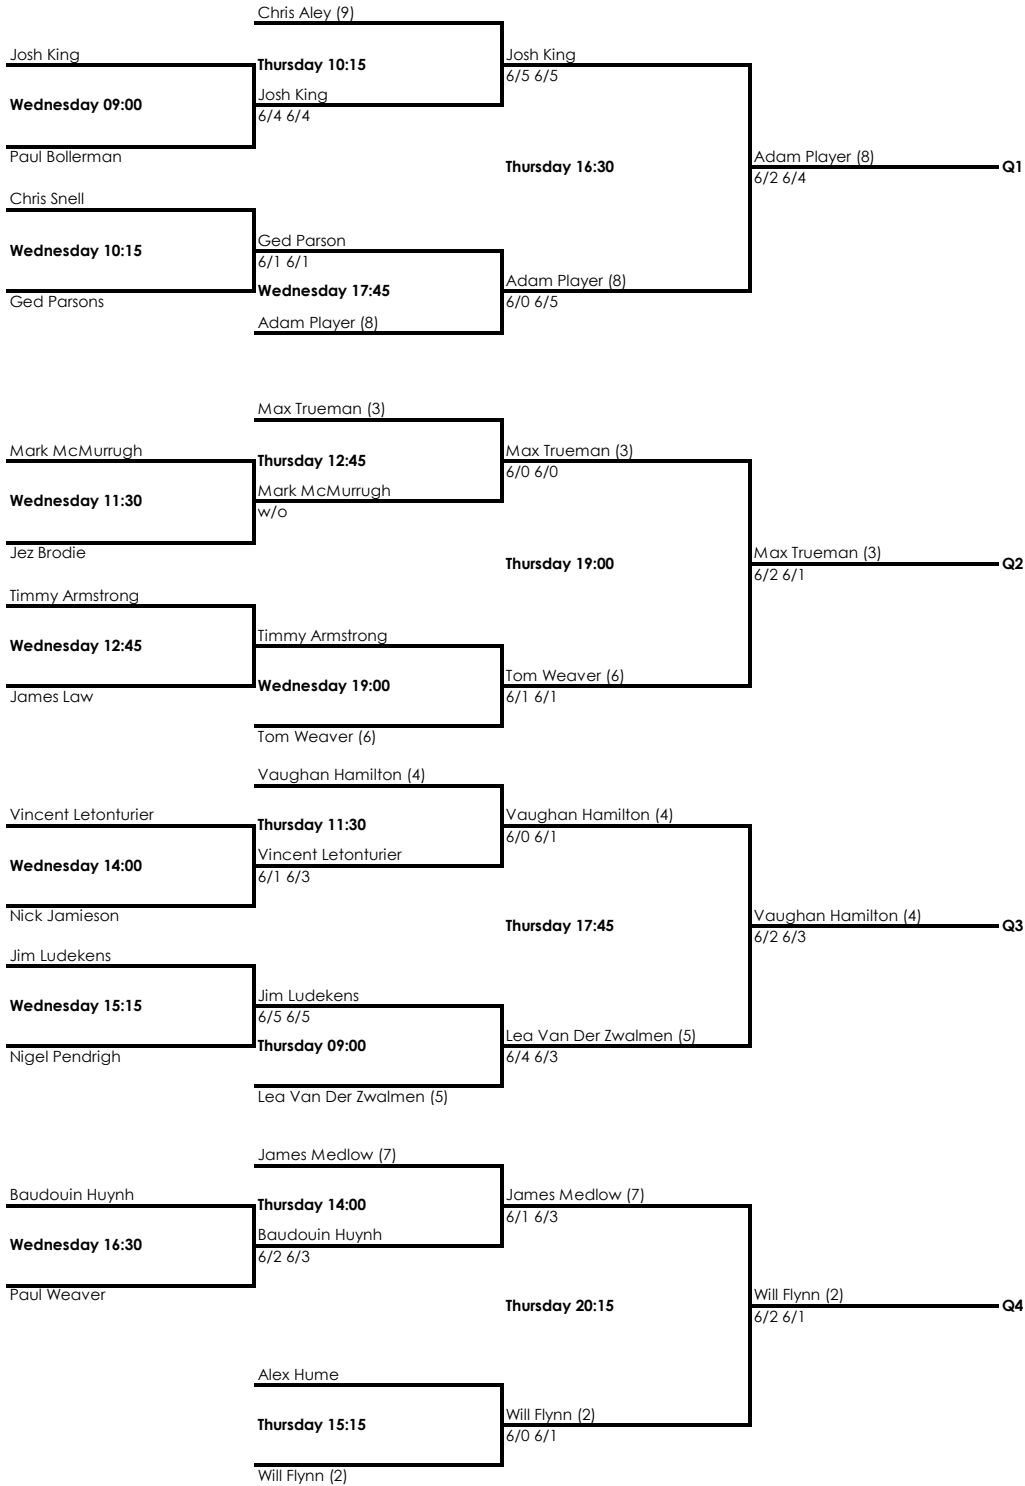 Chris Aley (9)
Josh King
Thursday 10:15
Josh King
6/5 6/5
Wednesday 09:00
Josh King
6/4 6/4
Paul Bollerman
Thursday 16:30
Adam Player (8)
Q1
6/2 6/4
Chris Snell
Wednesday 10:15
Ged Parson
6/1 6/1
Wednesday 17:45
Adam Player (8)
6/0 6/5
Ged Parsons
Adam Player (8)
Max Trueman (3)
Mark McMurrugh
Thursday 12:45
Max Trueman (3)
6/0 6/0
Wednesday 11:30
Mark McMurrugh
w/o
Jez Brodie
Thursday 19:00
Max Trueman (3)
Q2
6/2 6/1
Timmy Armstrong
Wednesday 12:45
Timmy Armstrong
Wednesday 19:00
Tom Weaver (6)
6/1 6/1
James Law
Tom Weaver (6)
Vaughan Hamilton (4)
Vincent Letonturier
Thursday 11:30
Vaughan Hamilton (4)
6/0 6/1
Wednesday 14:00
Vincent Letonturier
6/1 6/3
Nick Jamieson
Thursday 17:45
Vaughan Hamilton (4)
Q3
6/2 6/3
Jim Ludekens
Wednesday 15:15
Jim Ludekens
6/5 6/5
Thursday 09:00
Lea Van Der Zwalmen (5)
6/4 6/3
Nigel Pendrigh
Lea Van Der Zwalmen (5)
James Medlow (7)
Baudouin Huynh
Thursday 14:00
James Medlow (7)
6/1 6/3
Wednesday 16:30
Baudouin Huynh
6/2 6/3
Paul Weaver
Thursday 20:15
Will Flynn (2)
Q4
6/2 6/1
Alex Hume
Thursday 15:15
Will Flynn (2)
6/0 6/1
Will Flynn (2)